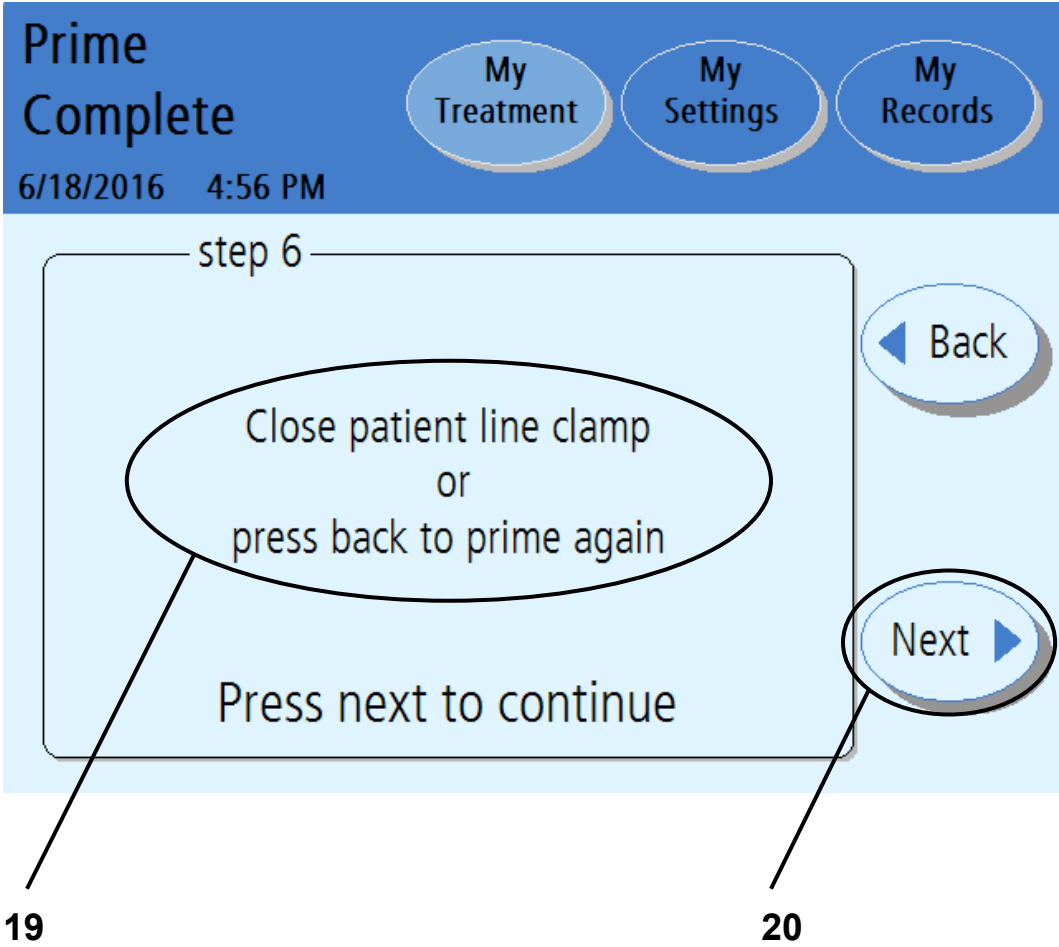 Prime
Complete
6/18/2016 4:56 PM
My
Treatment
My
Settings
My
Records
step 6
Close patient line clamp
or
press back to prime again
Press next to continue
Back
Next
19
20